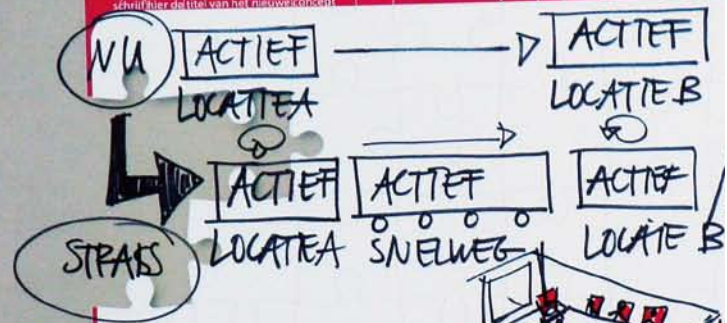 schrijf hier de titel van het nieuwe concept
NU ACTIEF ACTIEF
LOCATIE A LOCATIE B
ACTIEF ACTIEF ACTIEF
STRAKS LOCATIE A SNELWEG LOCATIE B